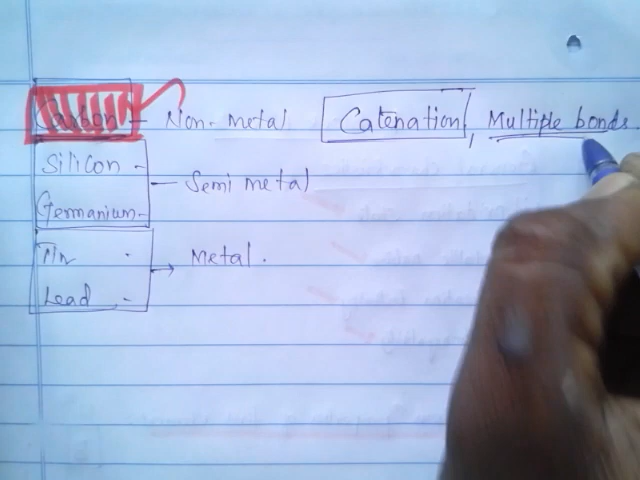 Carbon - Non-metal Catenation, Multiple bonds
Silicon -
Semi metal
Germanium -
Tin - Metal.
Lead -